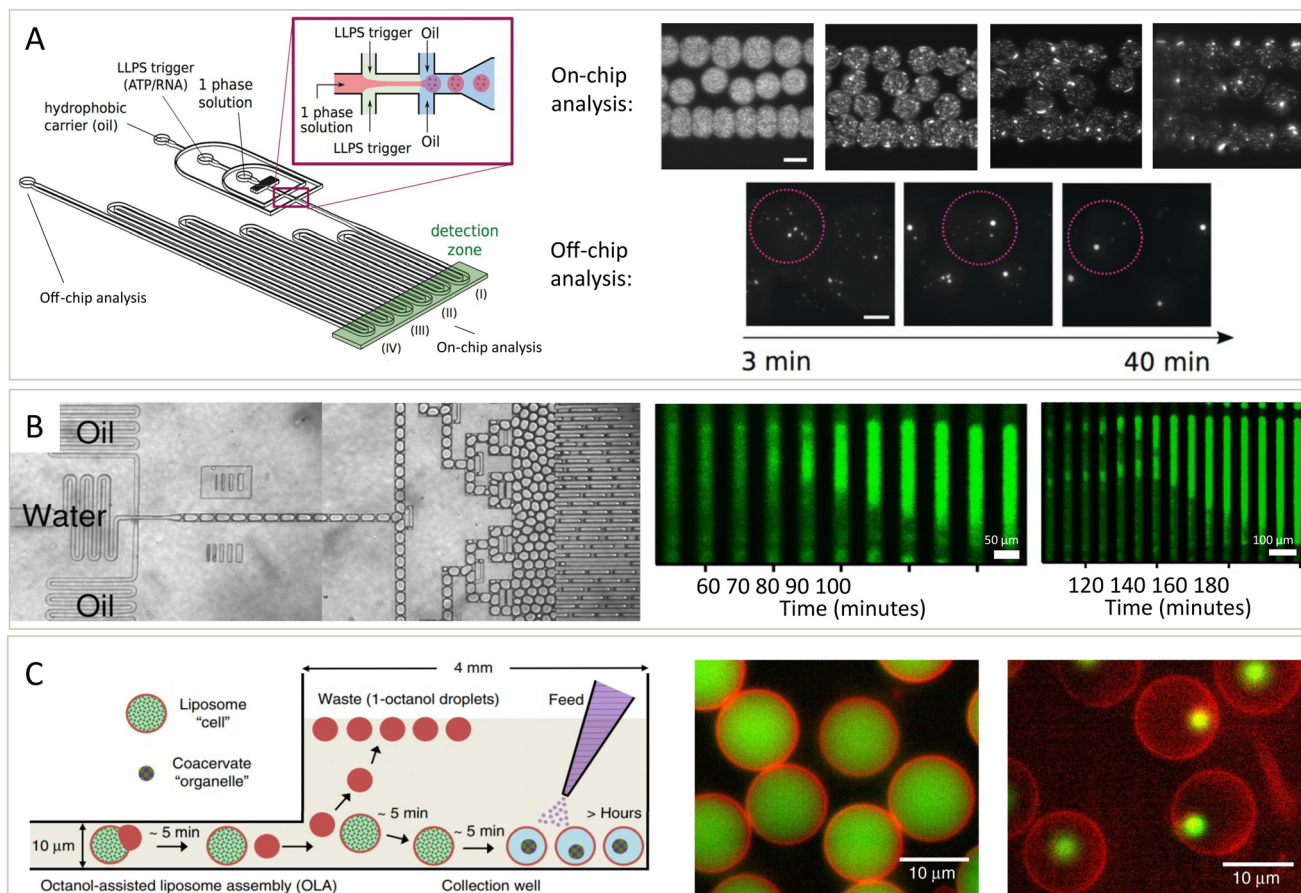 A
LLPS trigger
Oil
1 phase
solution
LLPS trigger
Oil
LLPS trigger
(ATP/RNA)
1 phase
solution
hydrophobic
carrier (oil)
detection
zone
(I)
(II)
(III)
(IV)
Off-chip analysis
On-chip analysis
On-chip
analysis:
Off-chip
analysis:
3 min
40 min
B
Oil
Water
Oil
50 μm
60 70 80 90 100
Time (minutes)
100 μm
120 140 160 180
Time (minutes)
C
4 mm
Liposome
"cell"
Coacervate
"organelle"
Waste (1-octanol droplets)
Feed
10 μm
~ 5 min
~ 5 min
~ 5 min
> Hours
Octanol-assisted liposome assembly (OLA)
Collection well
10 μm
10 μm